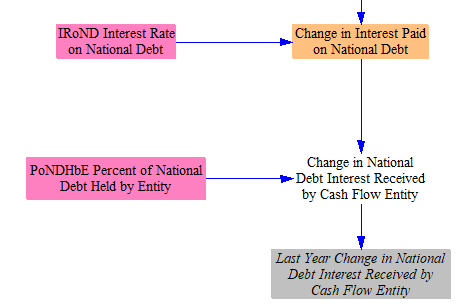 IRoND Interest Rate
on National Debt
Change in Interest Paid
on National Debt
PoNDHbE Percent of National
Debt Held by Entity
Change in National
Debt Interest Received
by Cash Flow Entity
Last Year Change in National
Debt Interest Received by
Cash Flow Entity